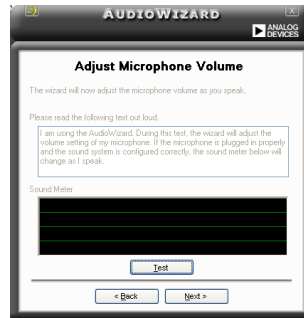 AudioWizard
X
ANALOG
DEVICES
Adjust Microphone Volume
The wizard will now adjust the microphone volume as you speak.
Please read the following text out loud.
I am using the AudioWizard. During this test, the wizard will adjust the
volume setting of my microphone. If the microphone is plugged in properly
and the sound system is configured correctly, the sound meter below will
change as I speak.
Sound Meter
Test
< Back
Next >